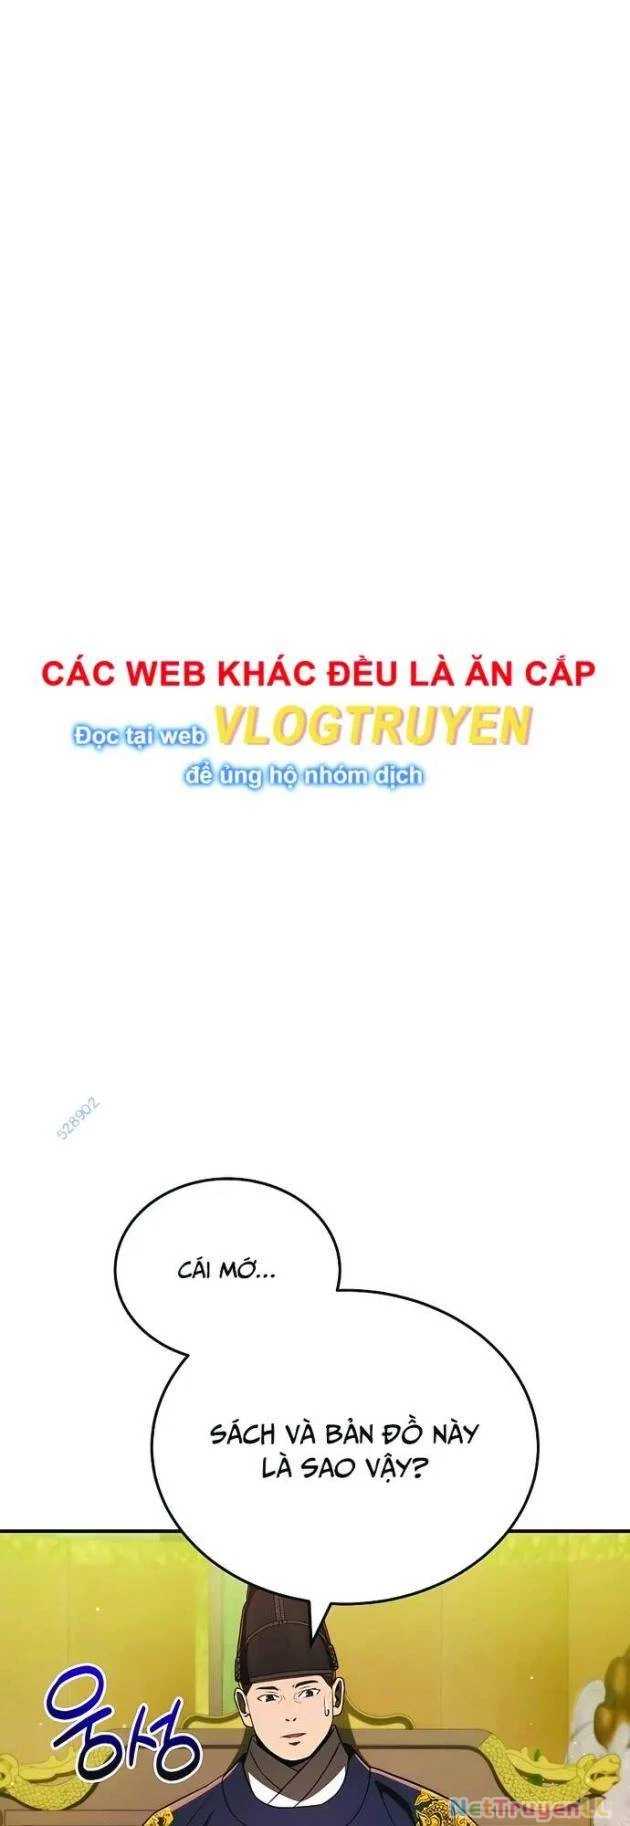 CÁC WEB KHÁC ĐỀU LÀ ĂN CẮP
Đọc tại web VLOGTRUYEN
để ủng hộ nhóm dịch
528902
CÁI MỚ...
SÁCH VÀ BẢN ĐỒ NÀY
LÀ SAO VẬY?
웅성
NetTruyen